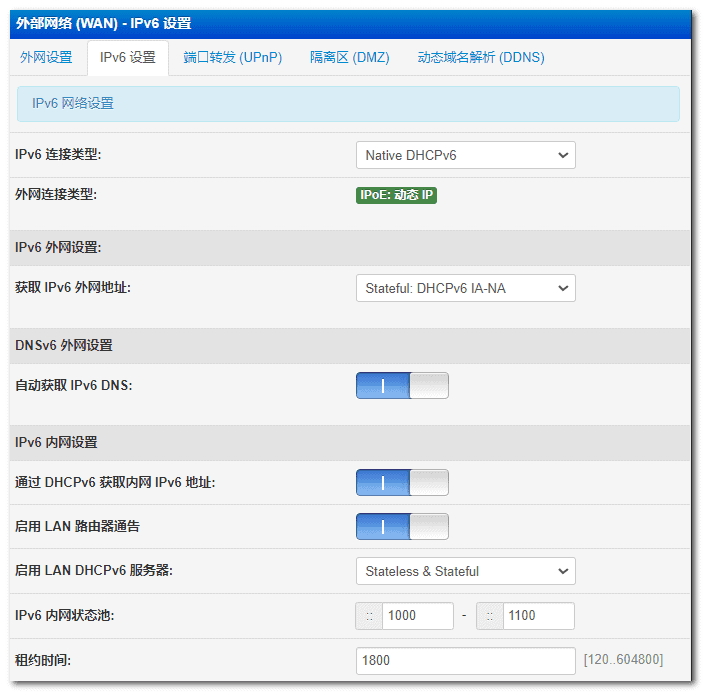 外部网络 (WAN) - IPv6 设置
外网设置 IPv6 设置 端口转发 (UPnP) 隔离区 (DMZ) 动态域名解析 (DDNS)
IPv6 网络设置
IPv6 连接类型: Native DHCPv6
外网连接类型: IPoE: 动态 IP
IPv6 外网设置:
获取 IPv6 外网地址: Stateful: DHCPv6 IA-NA
DNSv6 外网设置
自动获取 IPv6 DNS:
IPv6 内网设置
通过 DHCPv6 获取内网 IPv6 地址:
启用 LAN 路由器通告
启用 LAN DHCPv6 服务器: Stateless & Stateful
IPv6 内网状态池: :: 1000 - :: 1100
租约时间: 1800 [120..604800]